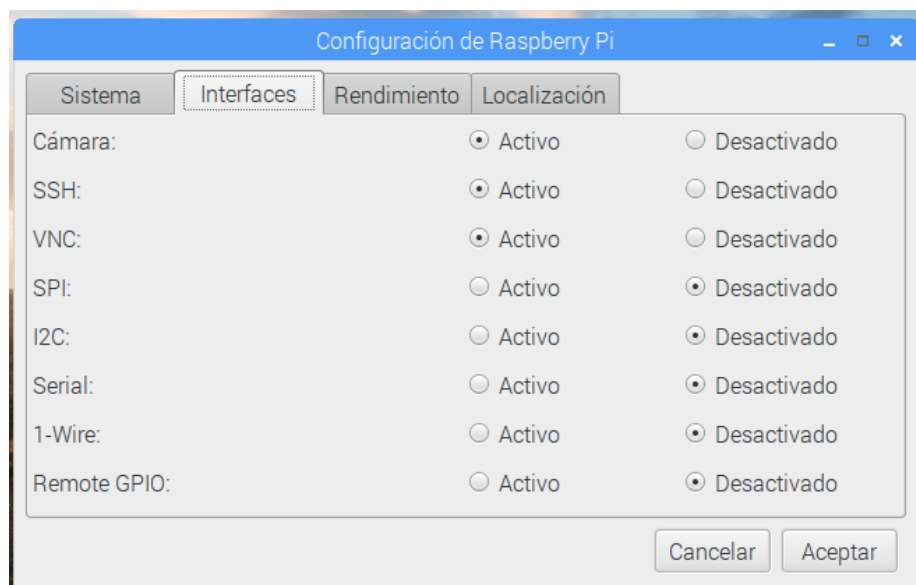 Configuración de Raspberry Pi
Sistema Interfaces Rendimiento Localización
Cámara: Activo Desactivado
SSH: Activo Desactivado
VNC: Activo Desactivado
SPI: Activo Desactivado
I2C: Activo Desactivado
Serial: Activo Desactivado
1-Wire: Activo Desactivado
Remote GPIO: Activo Desactivado
Cancelar Aceptar